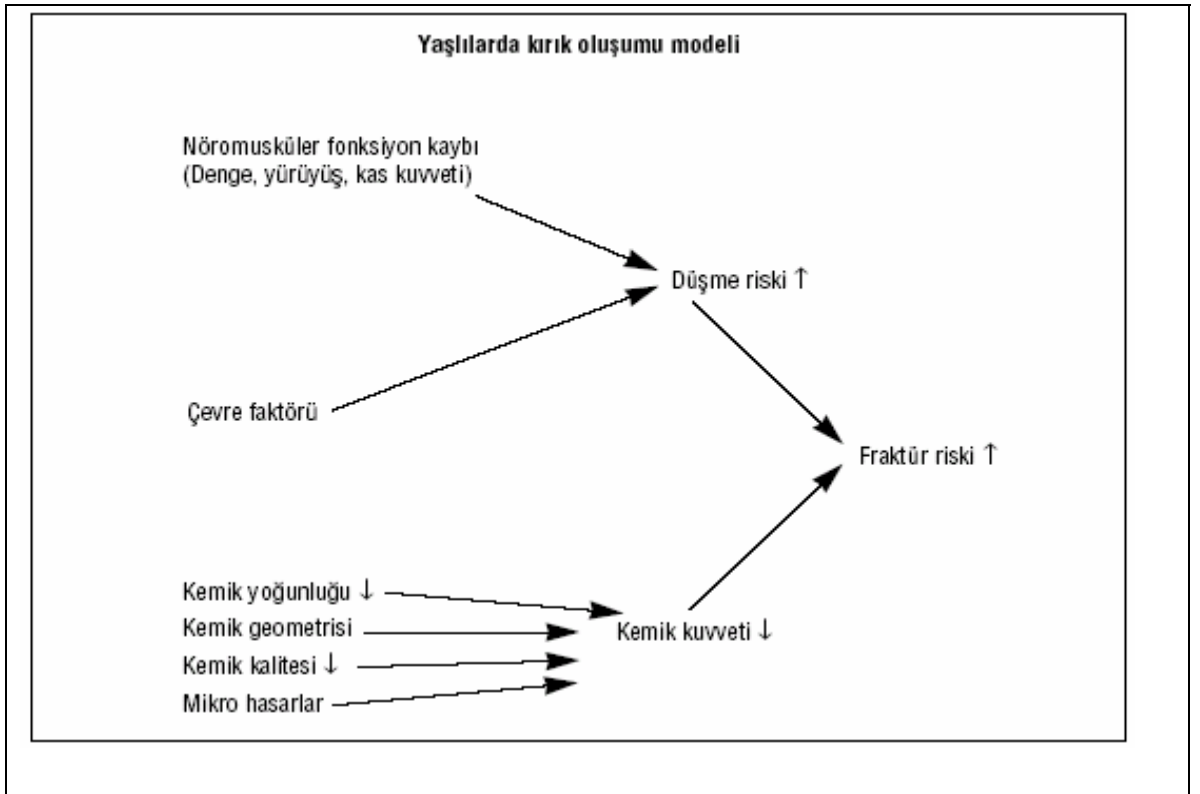 Yaşlılarda kırık oluşumu modeli
Nöromusküler fonksiyon kaybı
(Denge, yürüyüş, kas kuvveti)
Düşme riski ↑
Çevre faktörü
Fraktür riski ↑
Kemik yoğunluğu ↓
Kemik geometrisi
Kemik kuvveti ↓
Kemik kalitesi ↓
Mikro hasarlar